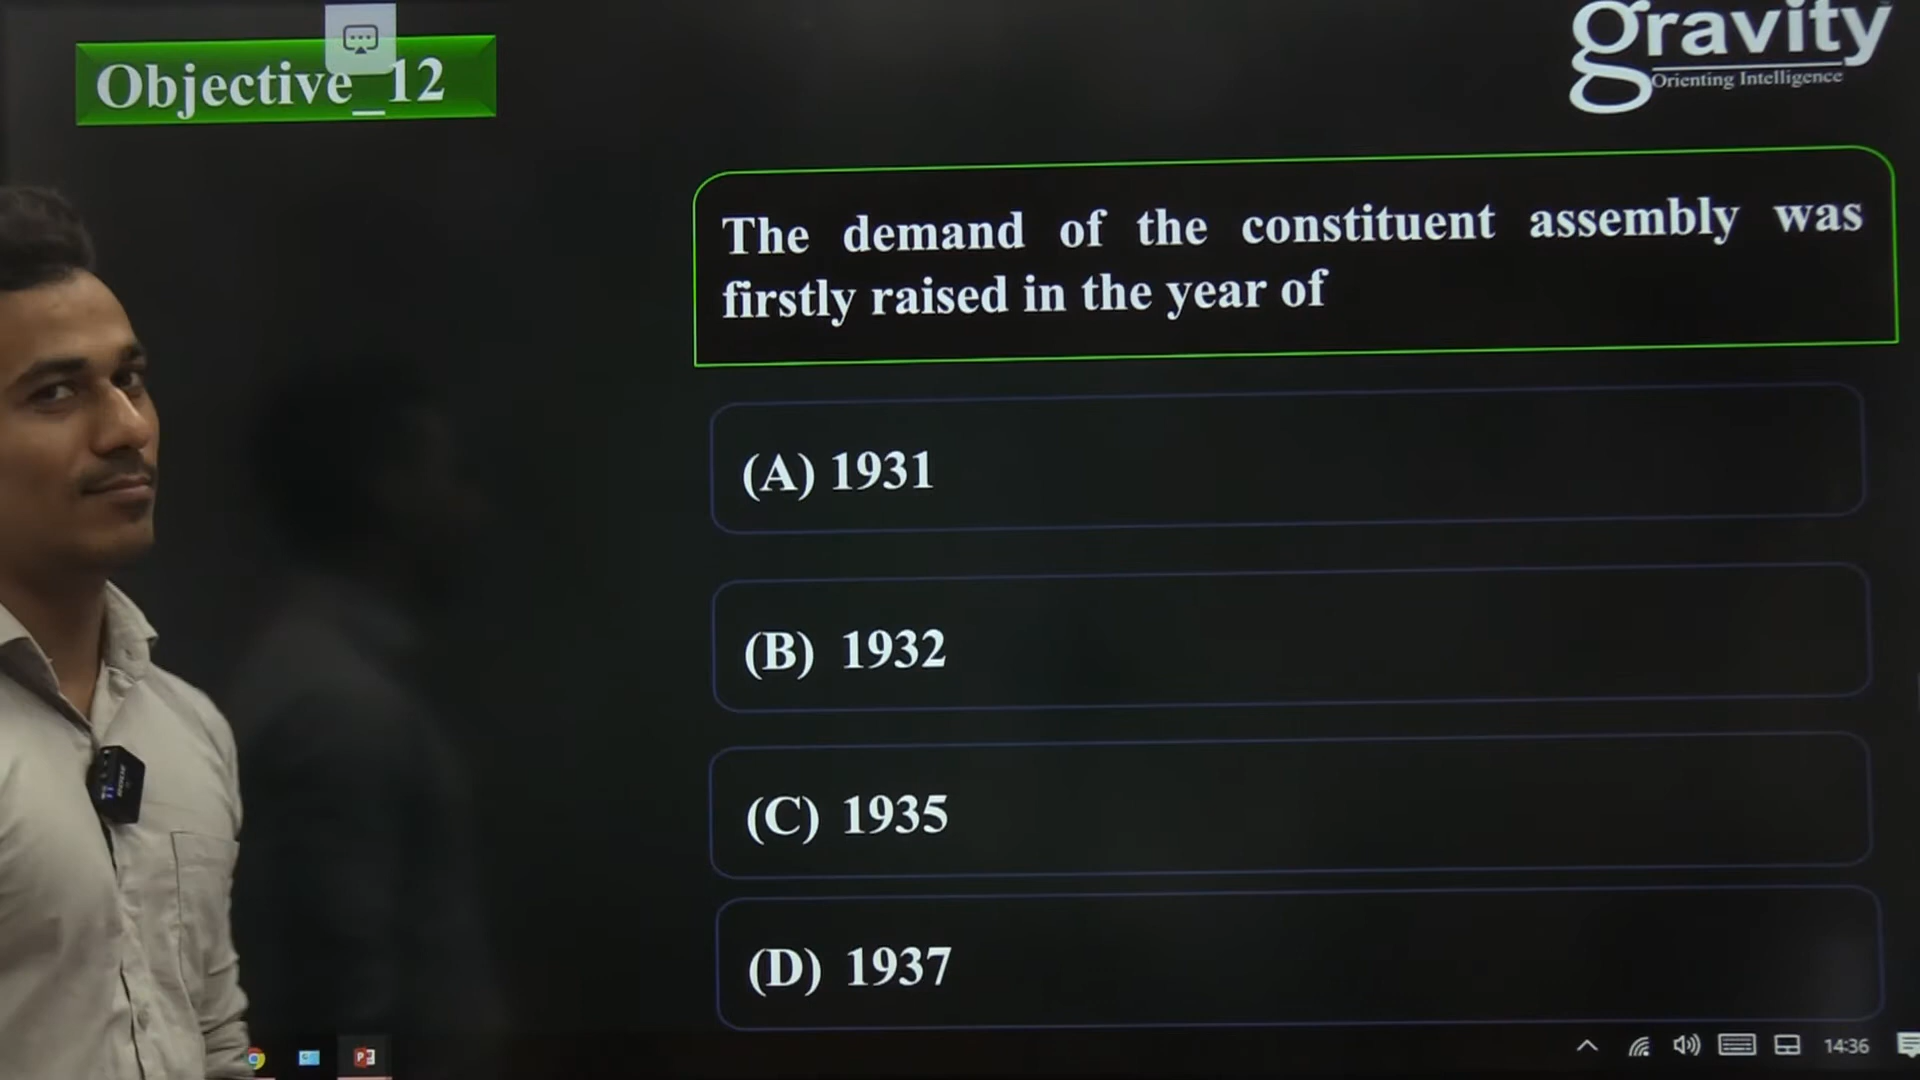 Objective_12
gravity
Orienting Intelligence
The demand of the constituent assembly was
firstly raised in the year of
(A) 1931
(B) 1932
(C) 1935
(D) 1937
14:36